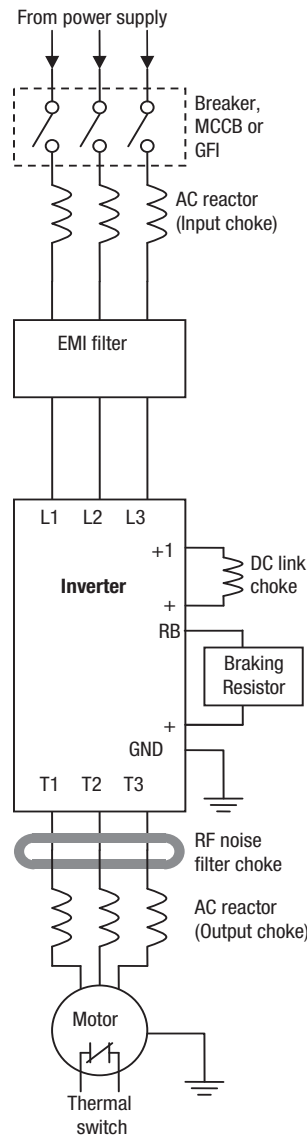 From power supply
Breaker,
MCCB or
GFI
AC reactor
(Input choke)
EMI filter
L1 L2 L3
+1
DC link
choke
Inverter
+
RB
Braking
Resistor
+
GND
T1 T2 T3
RF noise
filter choke
AC reactor
(Output choke)
Motor
Thermal
switch